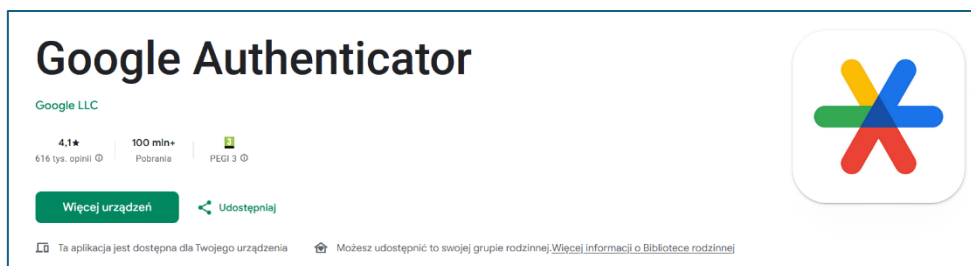 Google Authenticator
Google LLC
4,1★ 100 mln+ 3
616 tys. opinii Pobrania PEGI 3
Więcej urządzeń Udostępniaj
Ta aplikacja jest dostępna dla Twojego urządzenia Możesz udostępnić to swojej grupie rodzinnej.Więcej informacji o Bibliotece rodzinnej